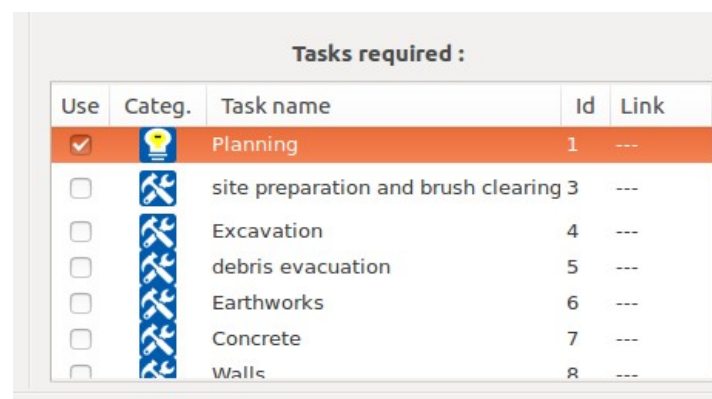 Tasks required :
Use Categ. Task name Id Link
Planning 1 ---
site preparation and brush clearing 3 ---
Excavation 4 ---
debris evacuation 5 ---
Earthworks 6 ---
Concrete 7 ---
Walls 8 ---